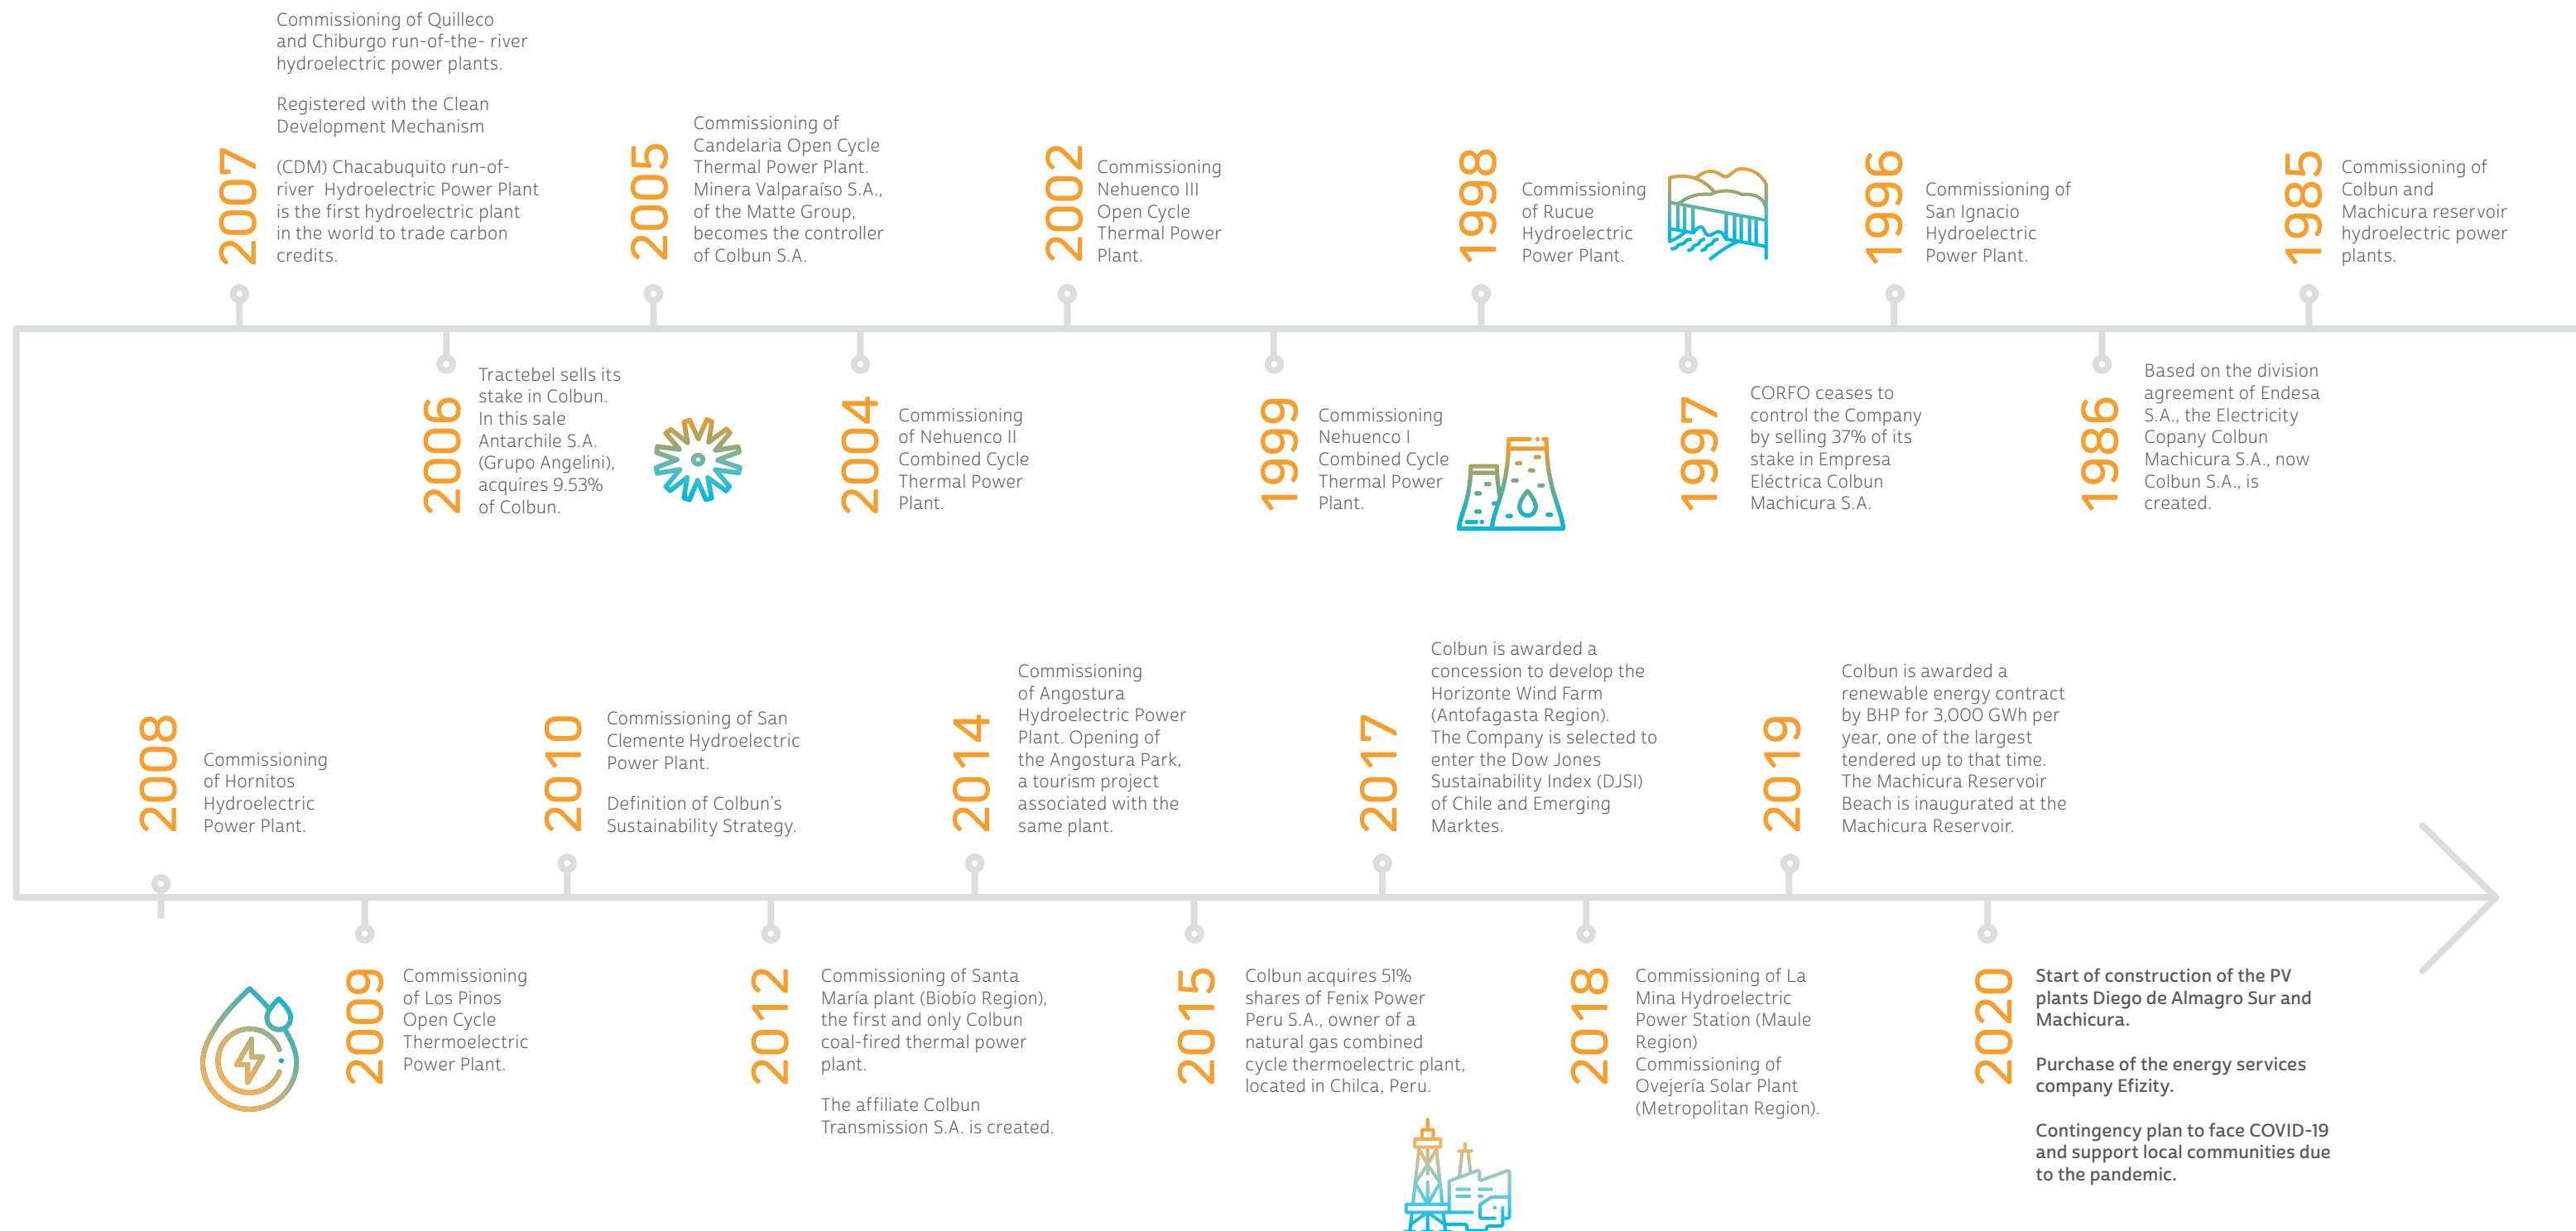 2007
Commissioning of Quilleco
and Chiburgo run-of-the- river
hydroelectric power plants.
Registered with the Clean
Development Mechanism
(CDM) Chacabuquito run-of-
river Hydroelectric Power Plant
is the first hydroelectric plant
in the world to trade carbon
credits.
2005
Commissioning of
Candelaria Open Cycle
Thermal Power Plant.
Minera Valparaíso S.A.,
of the Matte Group,
becomes the controller
of Colbun S.A.
2002
Commissioning
Nehuenco III
Open Cycle
Thermal Power
Plant.
1998
Commissioning
of Rucue
Hydroelectric
Power Plant.
1996
Commissioning of
San Ignacio
Hydroelectric
Power Plant.
1985
Commissioning of
Colbun and
Machicura reservoir
hydroelectric power
plants.
2006
Tractebel sells its
stake in Colbun.
In this sale
Antarchile S.A.
(Grupo Angelini),
acquires 9.53%
of Colbun.
2004
Commissioning
of Nehuenco II
Combined Cycle
Thermal Power
Plant.
1999
Commissioning
Nehuenco I
Combined Cycle
Thermal Power
Plant.
1997
CORFO ceases to
control the Company
by selling 37% of its
stake in Empresa
Eléctrica Colbun
Machicura S.A.
1986
Based on the division
agreement of Endesa
S.A., the Electricity
Copany Colbun
Machicura S.A., now
Colbun S.A., is
created.
2008
Commissioning
of Hornitos
Hydroelectric
Power Plant.
2010
Commissioning of San
Clemente Hydroelectric
Power Plant.
Definition of Colbun's
Sustainability Strategy.
2014
Commissioning
of Angostura
Hydroelectric Power
Plant. Opening of
the Angostura Park,
a tourism project
associated with the
same plant.
2017
Colbun is awarded a
concession to develop the
Horizonte Wind Farm
(Antofagasta Region).
The Company is selected to
enter the Dow Jones
Sustainability Index (DJSI)
of Chile and Emerging
Marktes.
2019
Colbun is awarded a
renewable energy contract
by BHP for 3,000 GWh per
year, one of the largest
tendered up to that time.
The Machicura Reservoir
Beach is inaugurated at the
Machicura Reservoir.
2009
Commissioning
of Los Pinos
Open Cycle
Thermoelectric
Power Plant.
2012
Commissioning of Santa
María plant (Biobío Region),
the first and only Colbun
coal-fired thermal power
plant.
The affiliate Colbun
Transmission S.A. is created.
2015
Colbun acquires 51%
shares of Fenix Power
Peru S.A., owner of a
natural gas combined
cycle thermoelectric plant,
located in Chilca, Peru.
2018
Commissioning of La
Mina Hydroelectric
Power Station (Maule
Region)
Commissioning of
Ovejería Solar Plant
(Metropolitan Region).
2020
Start of construction of the PV
plants Diego de Almagro Sur and
Machicura.
Purchase of the energy services
company Efizity.
Contingency plan to face COVID-19
and support local communities due
to the pandemic.